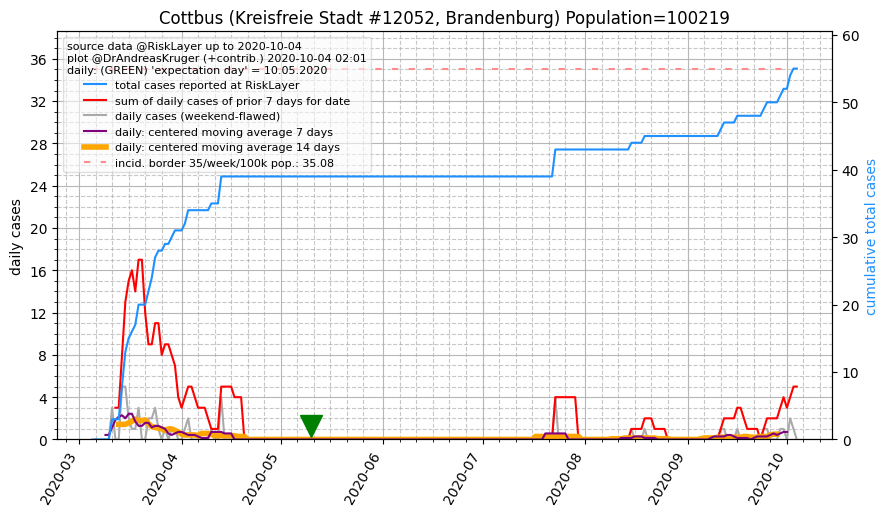 Cottbus (Kreisfreie Stadt #12052, Brandenburg) Population=100219
source data @RiskLayer up to 2020-10-04
plot @DrAndreasKruger (+contrib.) 2020-10-04 02:01
daily: (GREEN) 'expectation day' = 10.05.2020
total cases reported at RiskLayer
sum of daily cases of prior 7 days for date
daily cases (weekend-flawed)
daily: centered moving average 7 days
daily: centered moving average 14 days
incid. border 35/week/100k pop.: 35.08
daily cases
36
32
28
24
20
16
12
8
4
0
cumulative total cases
60
50
40
30
20
10
0
2020-03
2020-04
2020-05
2020-06
2020-07
2020-08
2020-09
2020-10